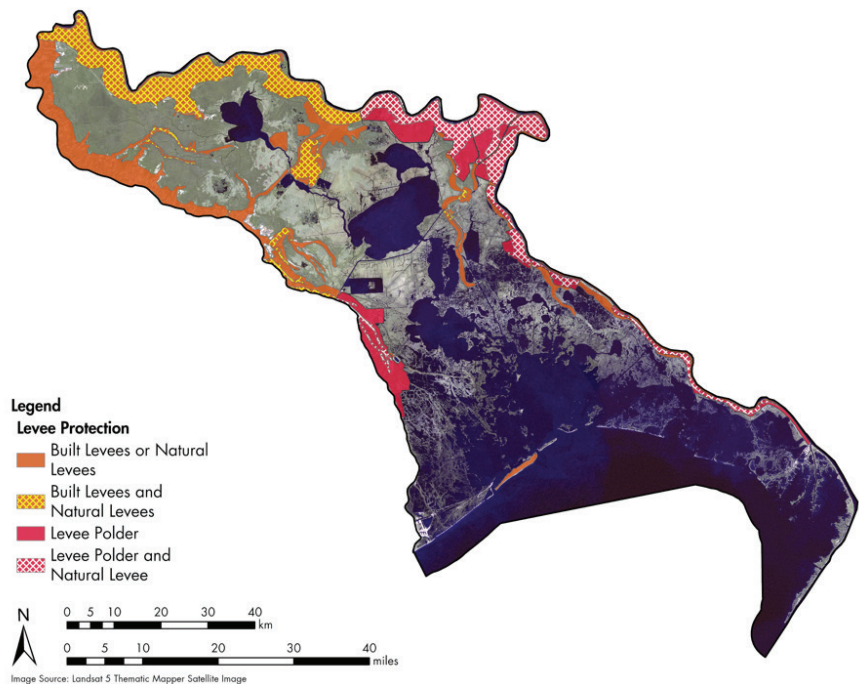 Legend
Levee Protection
Built Levees or Natural
Levees
Built Levees and
Natural Levees
Levee Polder
Levee Polder and
Natural Levee
N
0 5 10 20 30 40
km
0 5 10 20 30 40
miles
Image Source: Landsat 5 Thematic Mapper Satellite Image